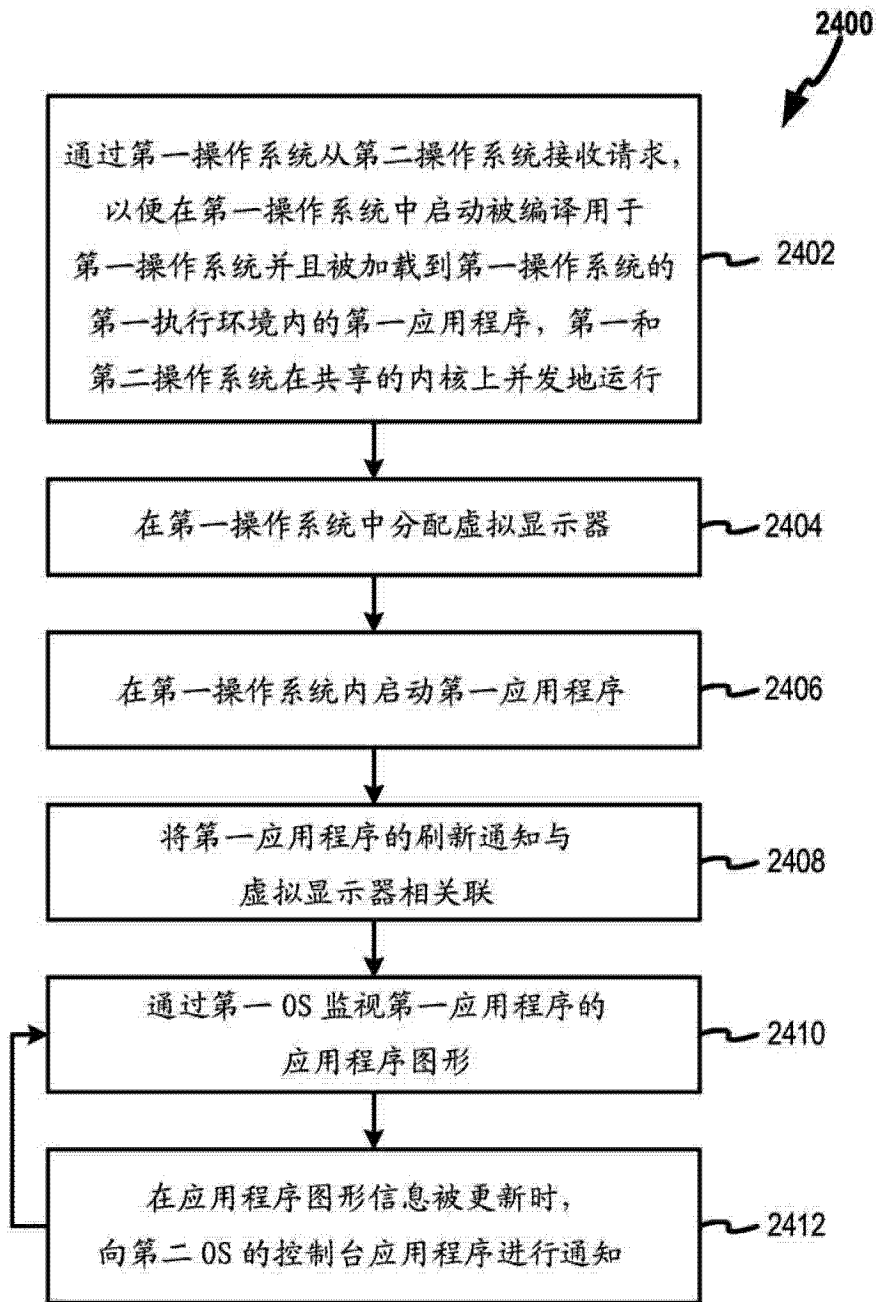 2400
通过第一操作系统从第二操作系统接收请求，
以便在第一操作系统中启动被编译用于
第一操作系统并且被加载到第一操作系统的
第一执行环境内的第一应用程序，第一和
第二操作系统在共享的内核上并发地运行
2402
在第一操作系统中分配虚拟显示器
2404
在第一操作系统内启动第一应用程序
2406
将第一应用程序的刷新通知与
虚拟显示器相关联
2408
通过第一 OS 监视第一应用程序的
应用程序图形
2410
在应用程序图形信息被更新时，
向第二 OS 的控制台应用程序进行通知
2412